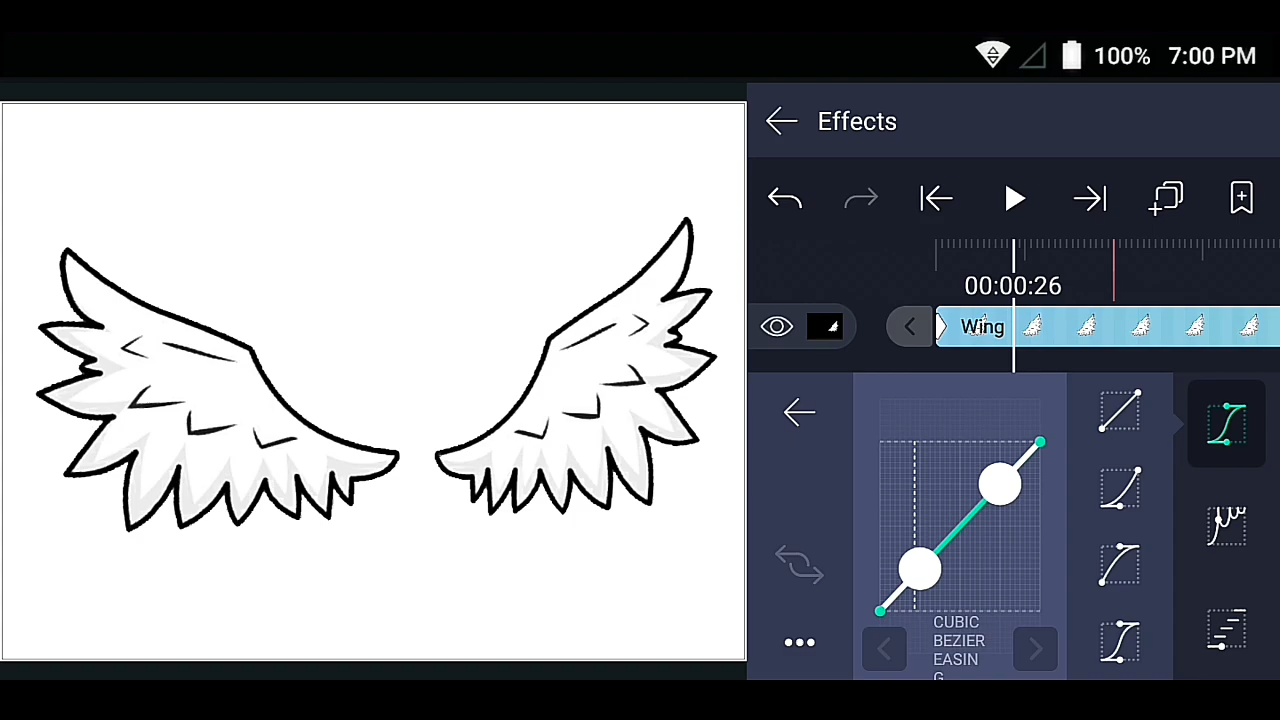 100% 7:00 PM
Effects
00:00:26
Wing
CUBIC
BEZIER
EASIN
G